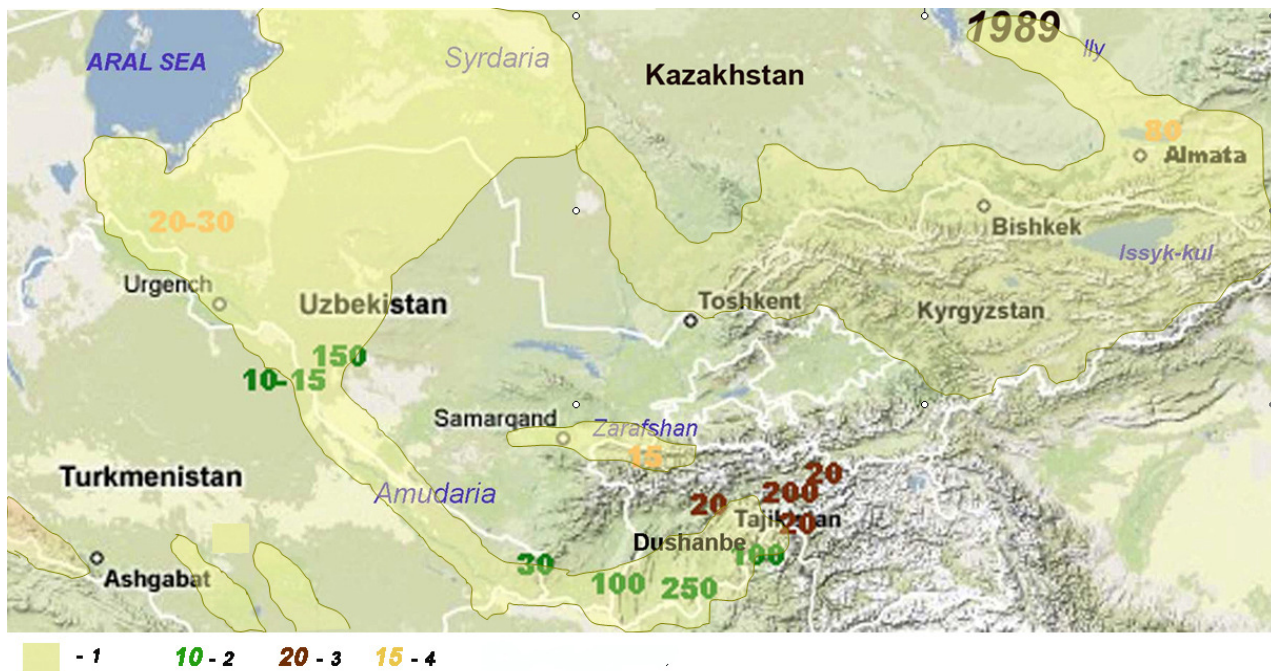 1989
Ily
ARAL SEA
Syrdaria
Kazakhstan
80
Almata
20-30
Bishkek
Issyk-kul
Urgench
Uzbekistan
Toshkent
Kyrgyzstan
150
10-15
Samarqand
Zarafshan
15
Turkmenistan
Amudaria
20
200
20
Tajikistan
20
Dushanbe
100
30
100
250
Ashgabat
- 1
10 - 2
20 - 3
15 - 4